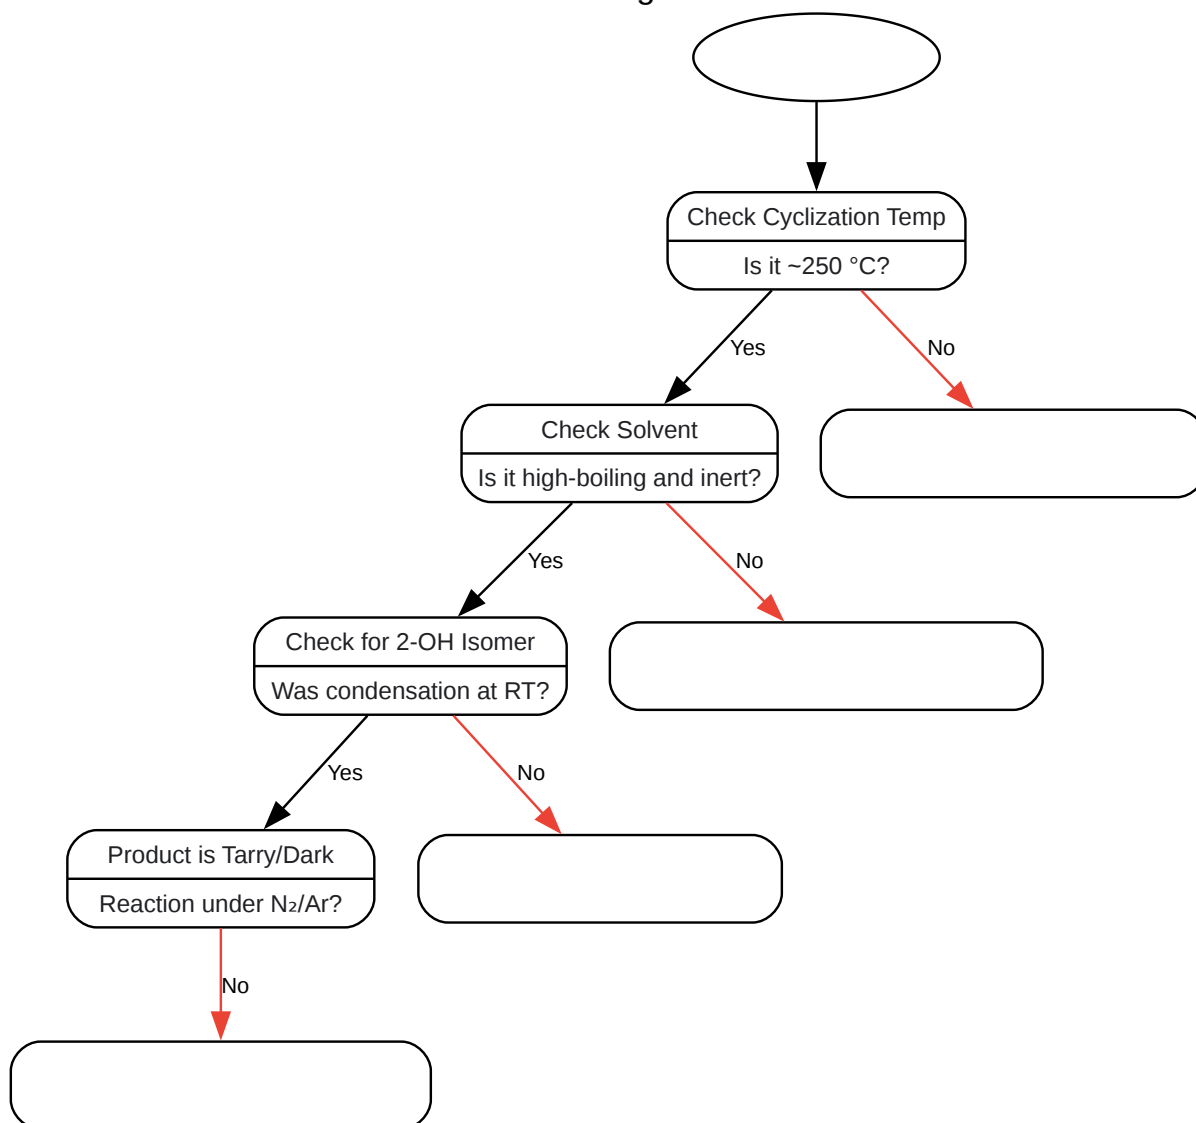 Check Cyclization Temp
Is it ~250 °C?
Yes
No
Check Solvent
Is it high-boiling and inert?
Yes
No
Check for 2-OH Isomer
Was condensation at RT?
Yes
No
Product is Tarry/Dark
Reaction under N₂/Ar?
No